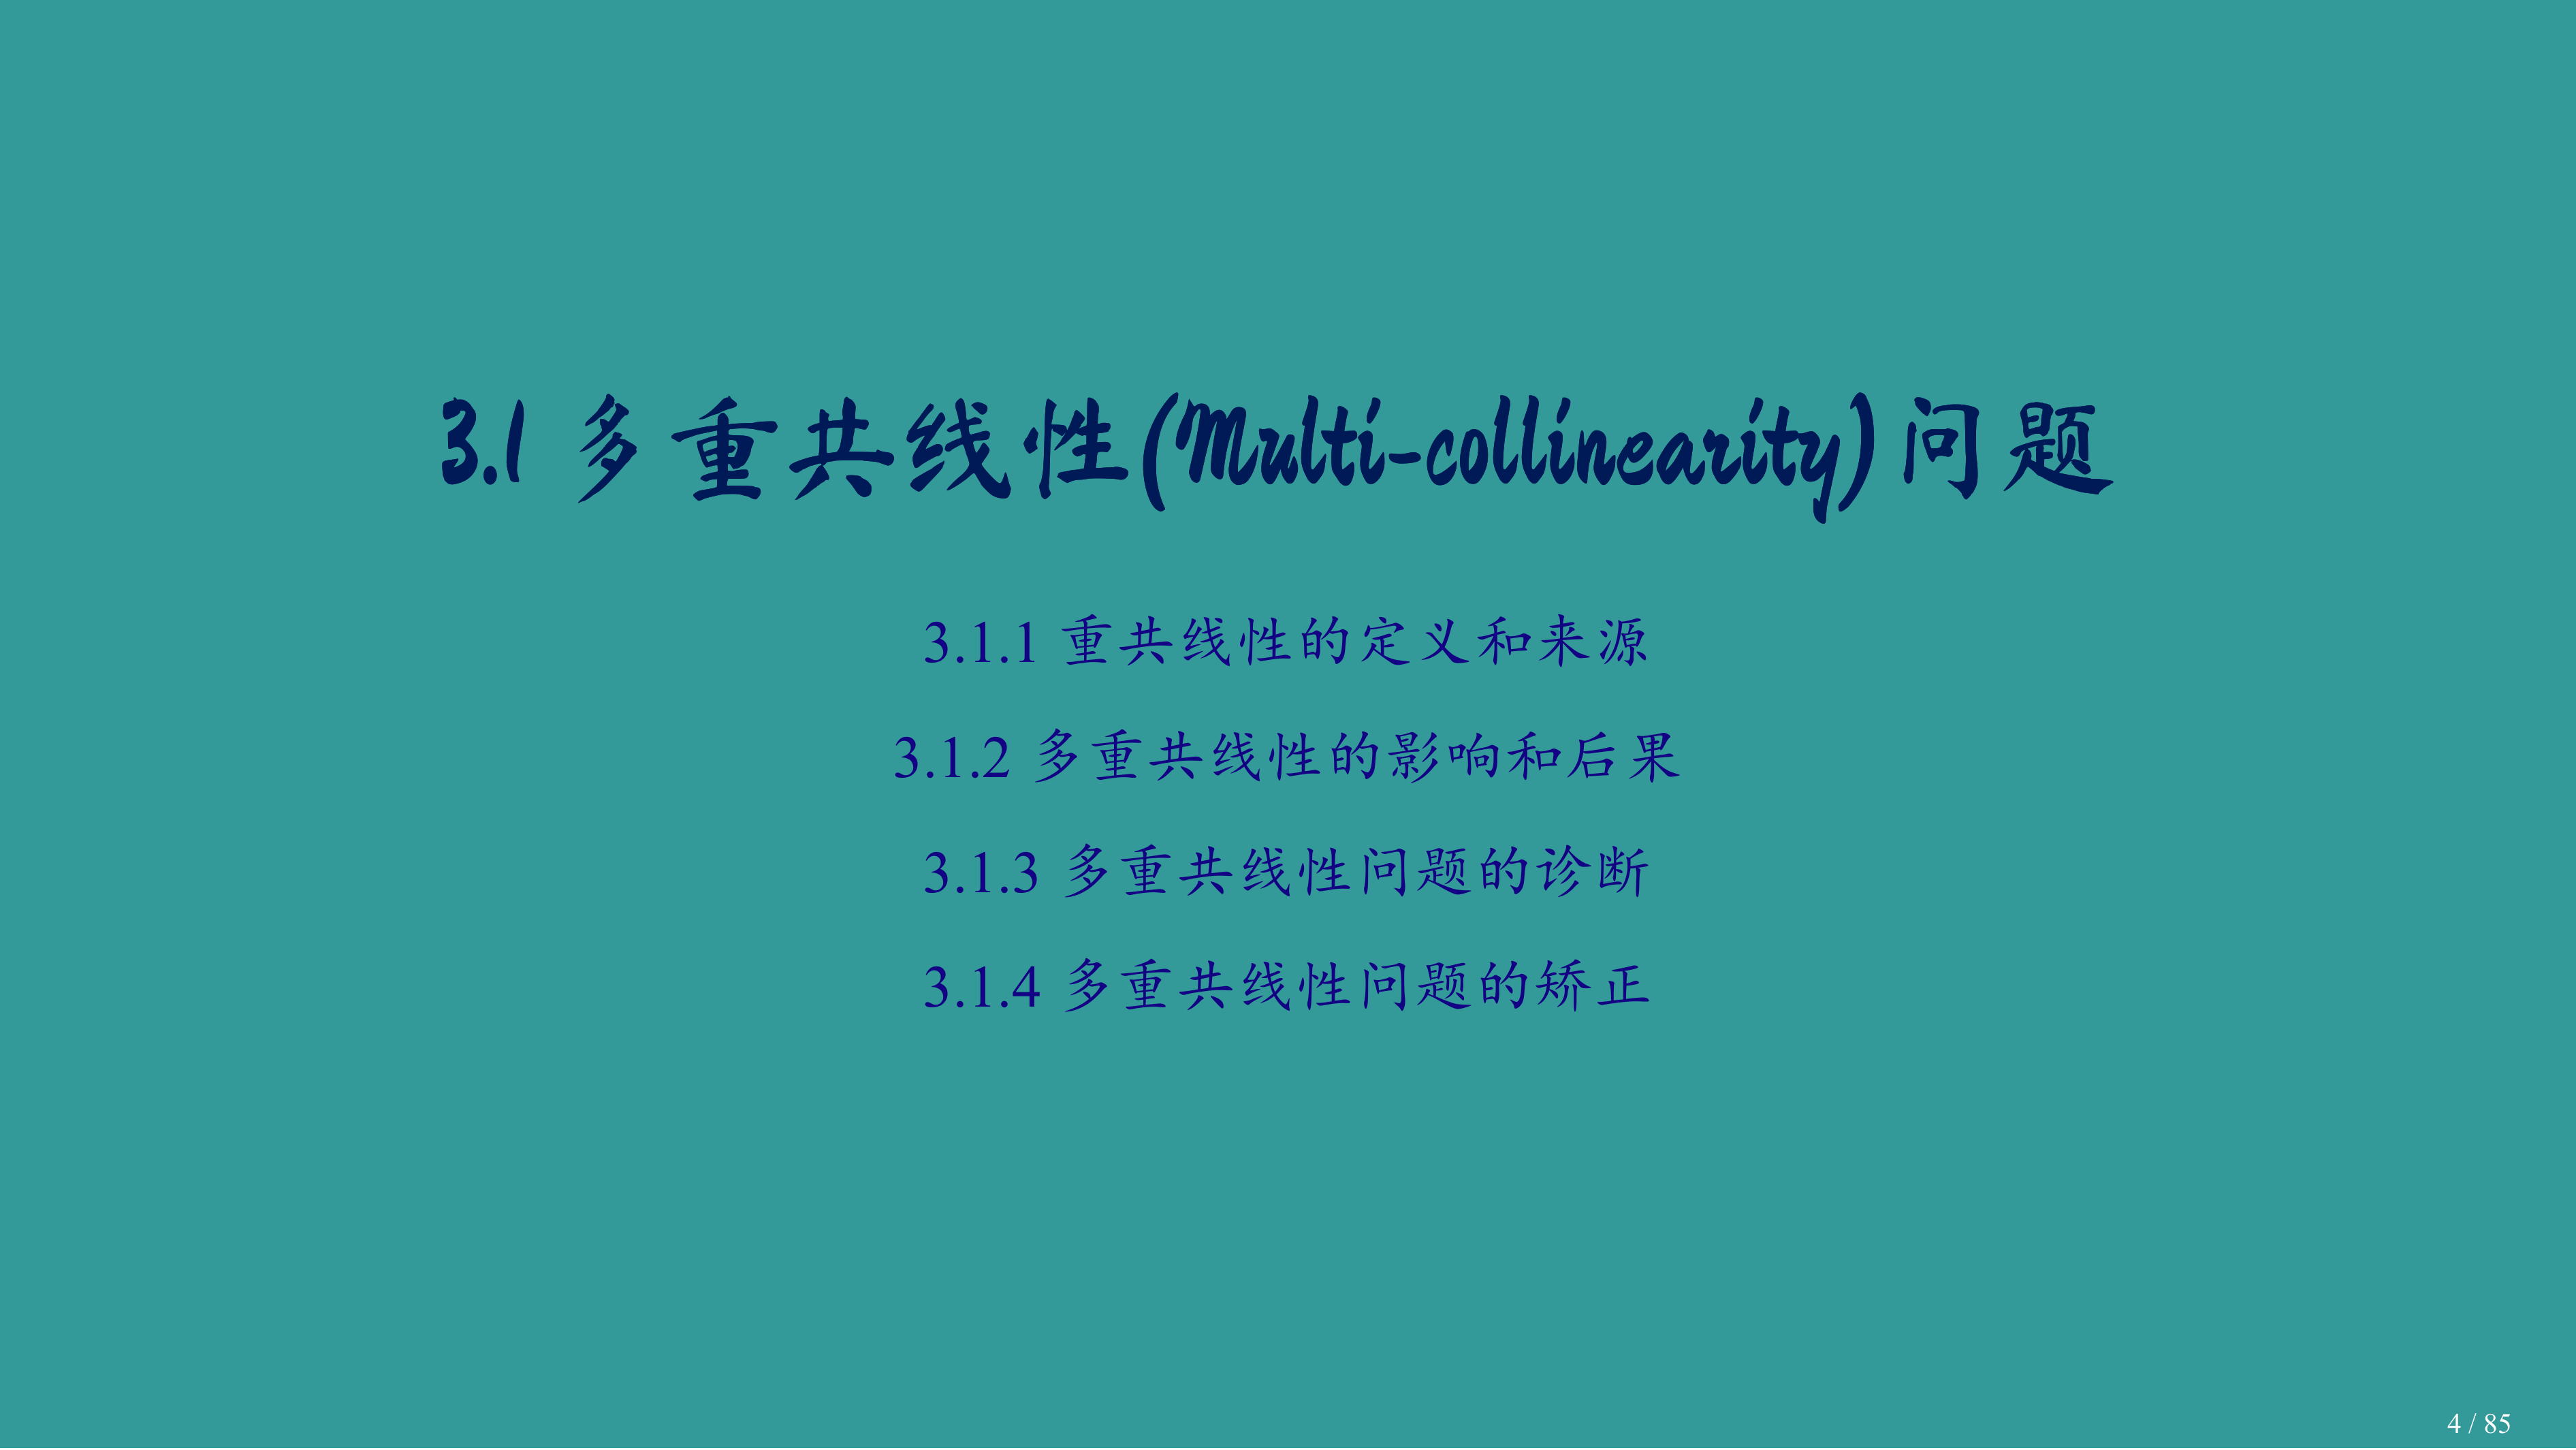 3.1 多重共线性(Multi-collinearity)问题
3.1.1 重共线性的定义和来源
3.1.2 多重共线性的影响和后果
3.1.3 多重共线性问题的诊断
3.1.4 多重共线性问题的矫正
4 / 85